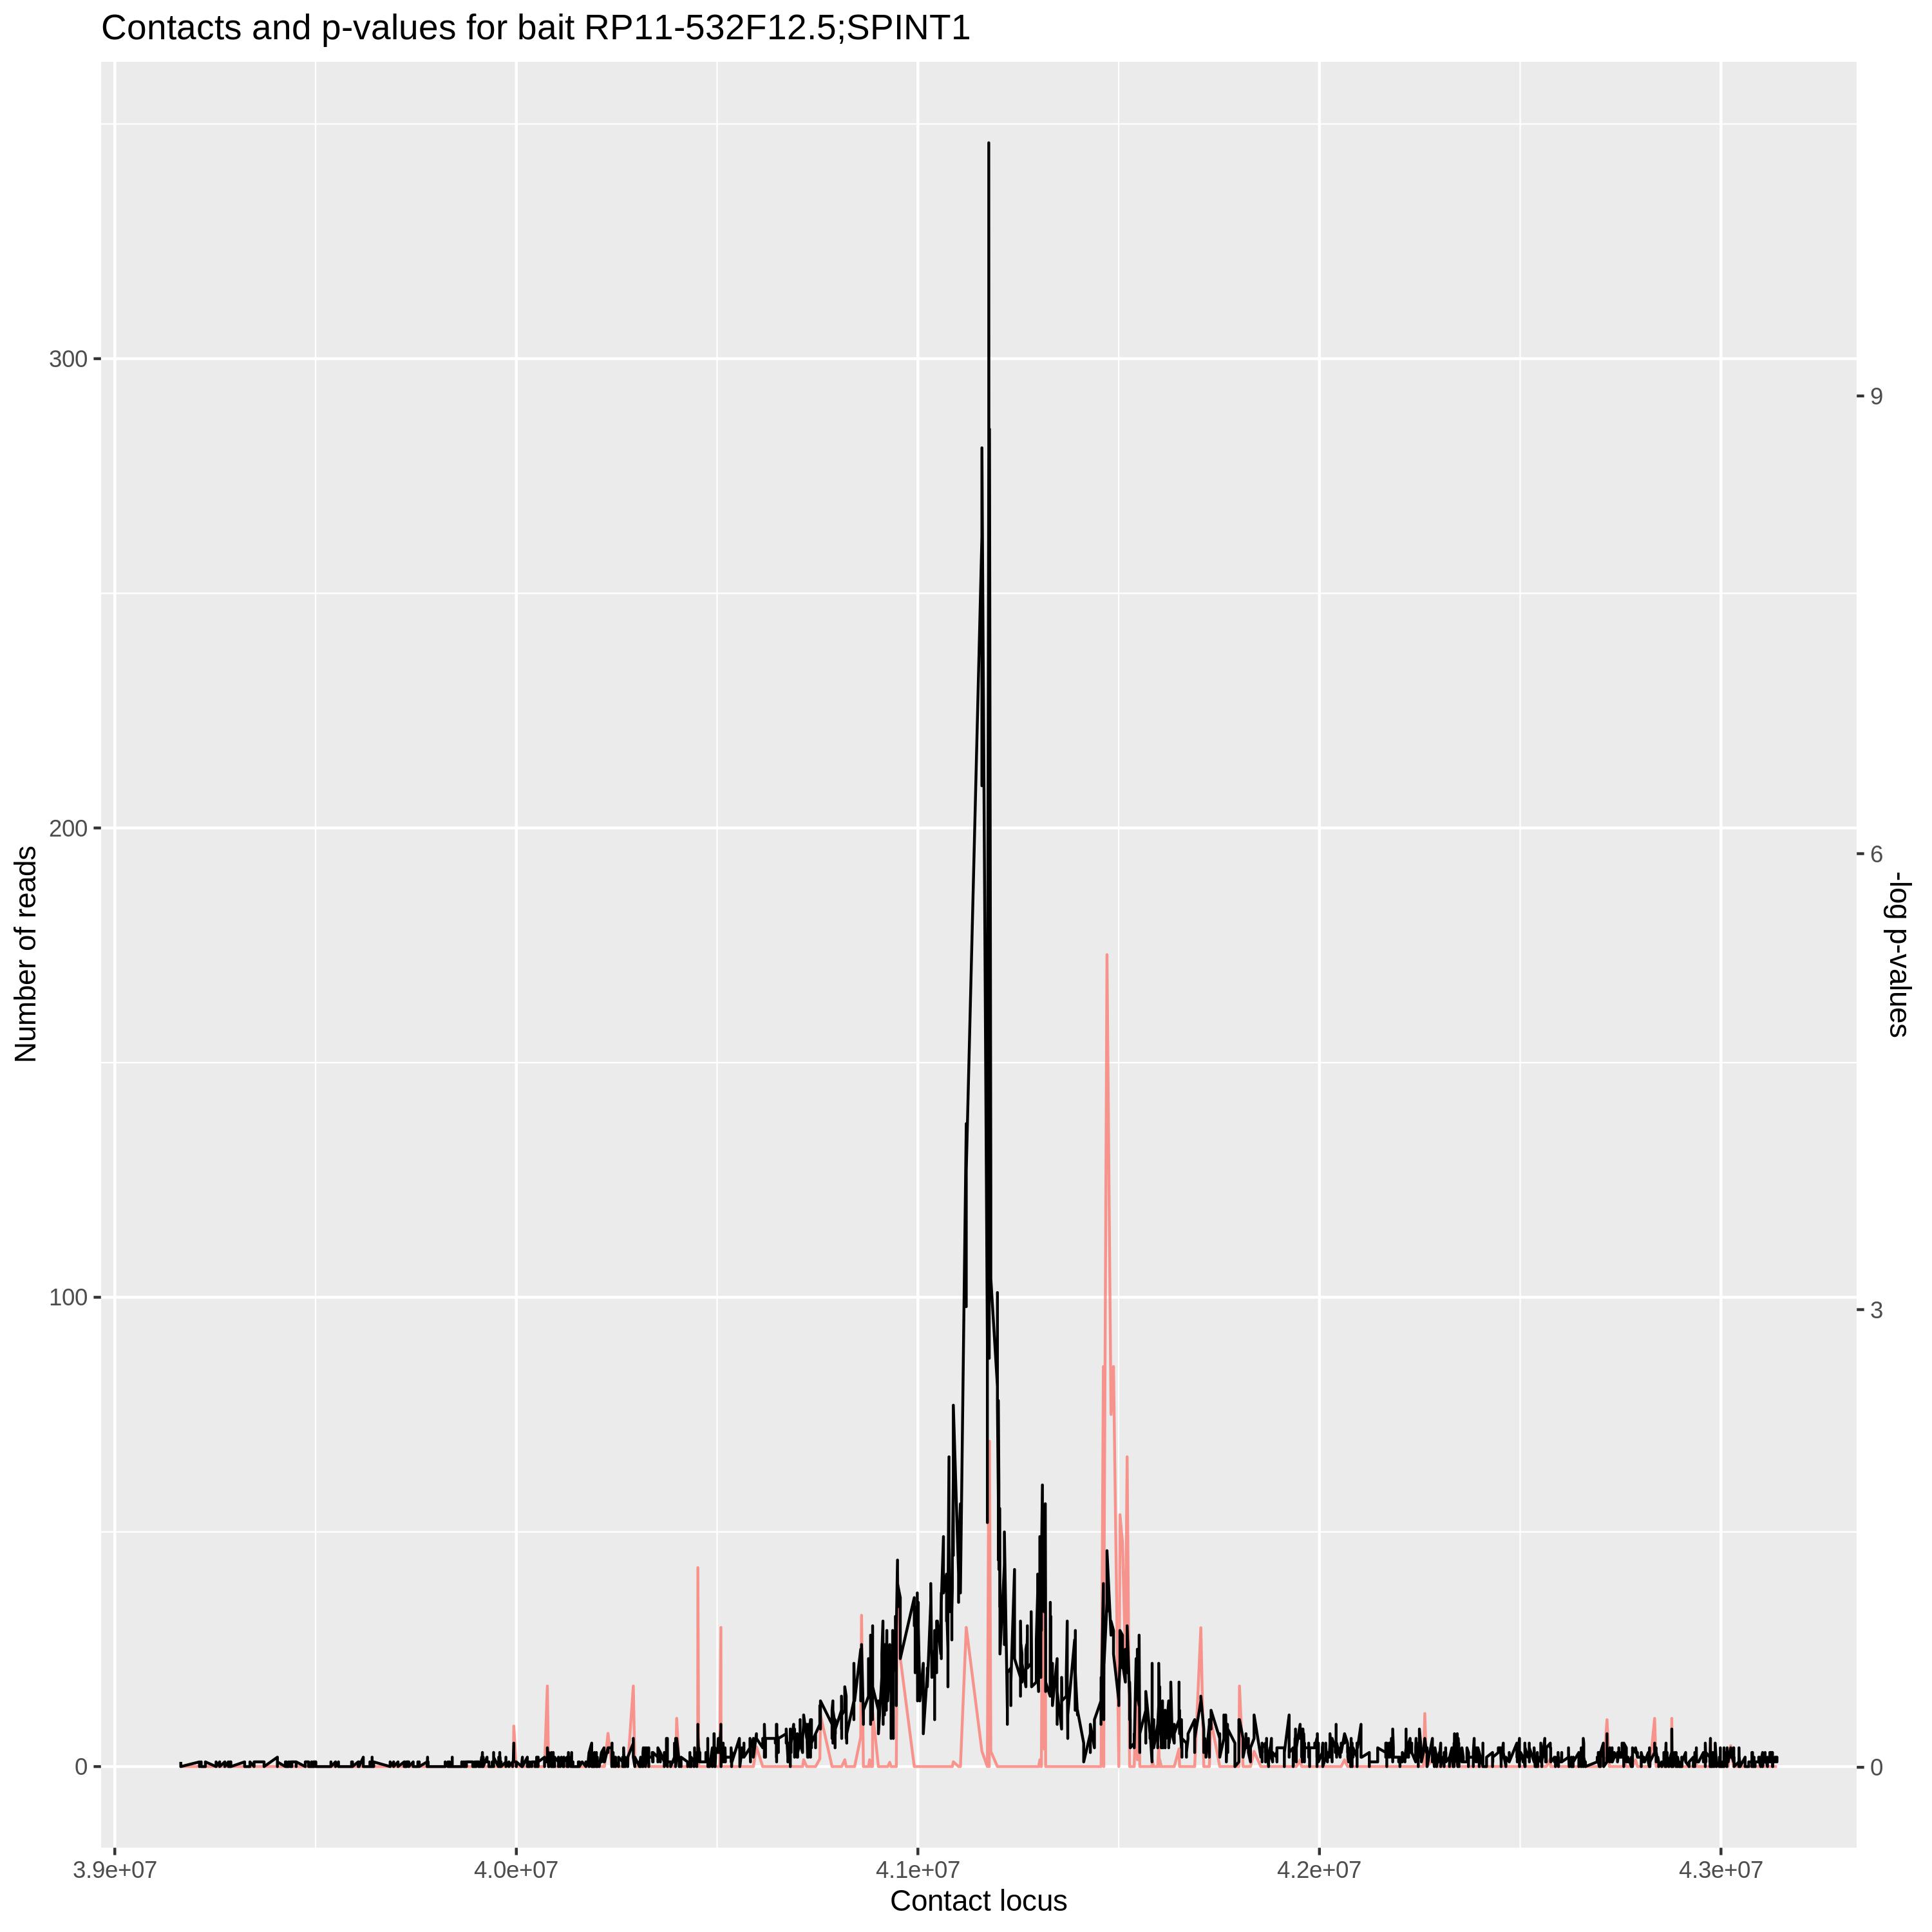 Contacts and p-values for bait RP11-532F12.5;SPINT1
300
200
100
0
Number of reads
9
6
3
0
-log p-values
3.9e+07 4.0e+07 4.1e+07 4.2e+07 4.3e+07
Contact locus